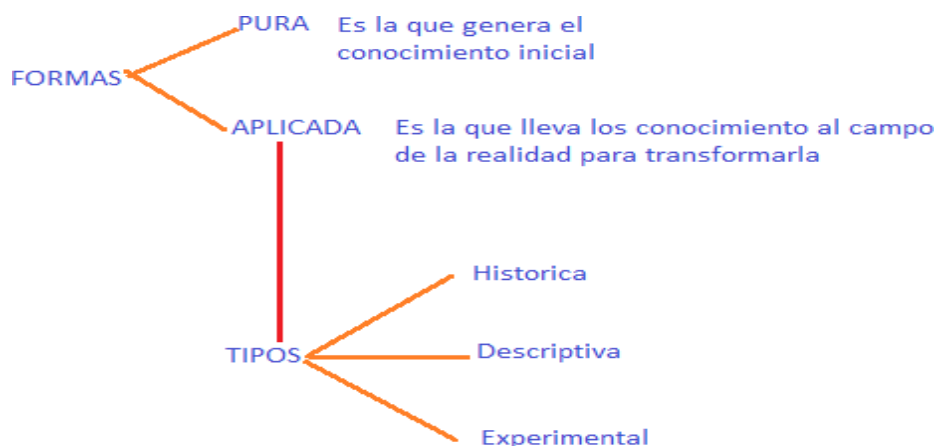 PURA
Es la que genera el
conocimiento inicial
FORMAS
APLICADA
Es la que lleva los conocimiento al campo
de la realidad para transformarla
Historica
TIPOS
Descriptiva
Experimental